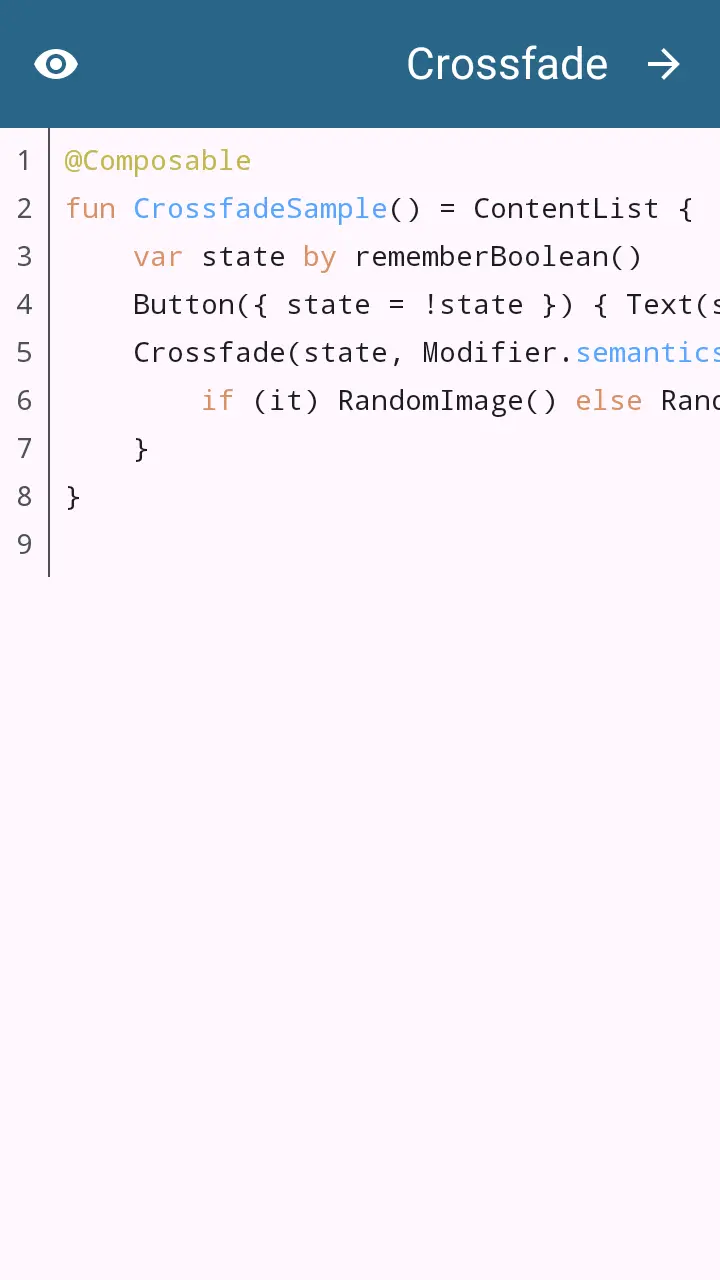 Crossfade
1 @Composable
2 fun CrossfadeSample() = ContentList {
3     var state by rememberBoolean()
4     Button({ state = !state }) { Text(s
5     Crossfade(state, Modifier.semantics
6         if (it) RandomImage() else Rand
7     }
8 }
9